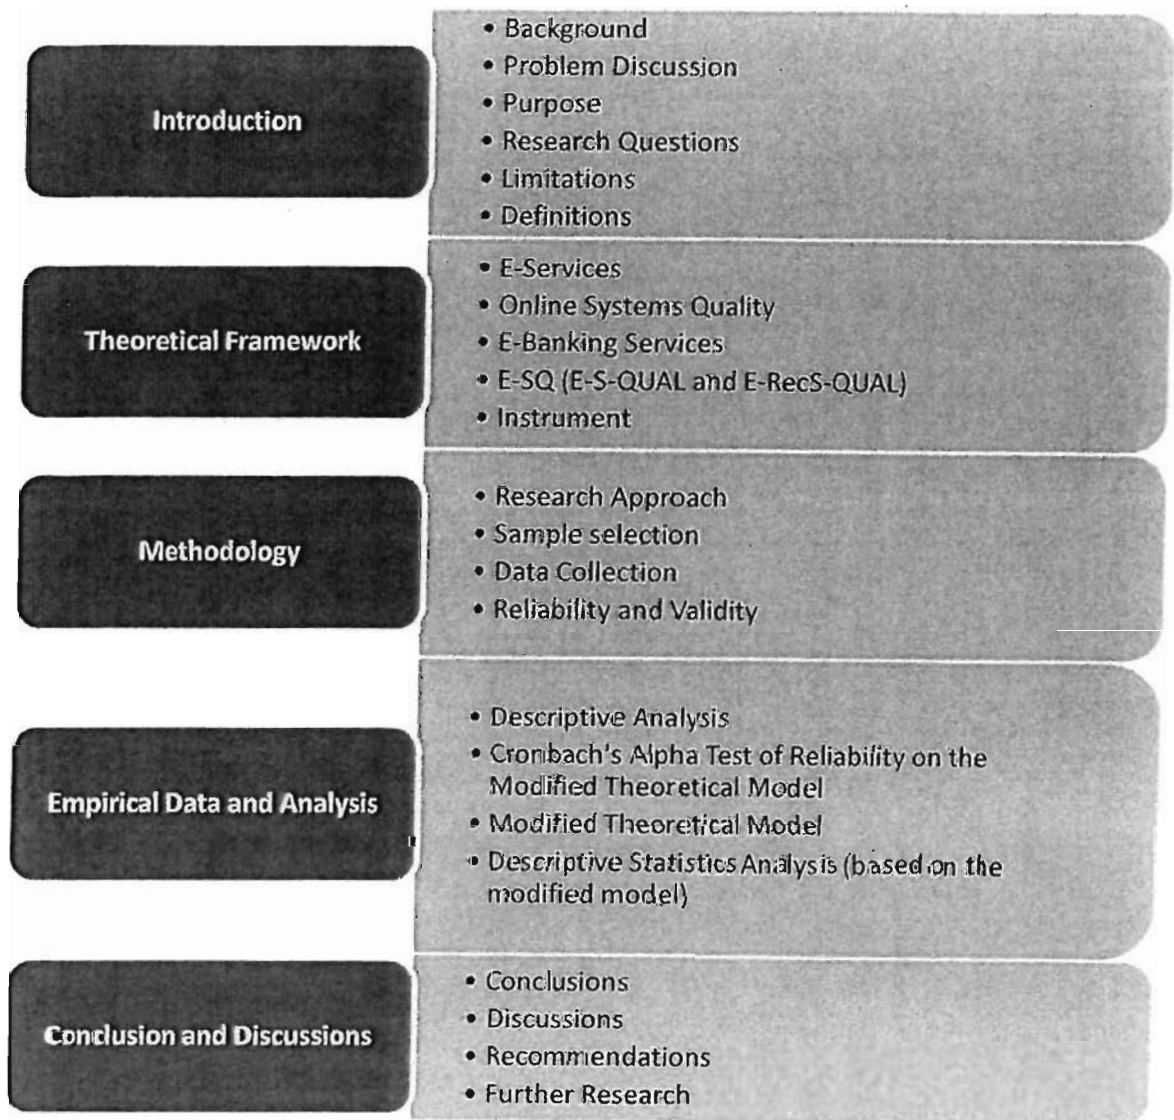 Introduction
• Background
• Problem Discussion
• Purpose
• Research Questions
• Limitations
• Definitions
Theoretical Framework
• E-Services
• Online Systems Quality
• E-Banking Services
• E-SQ (E-S-QUAL and E-RecS-QUAL)
• Instrument
Methodology
• Research Approach
• Sample selection
• Data Collection
• Reliability and Validity
Empirical Data and Analysis
• Descriptive Analysis
• Cronbach's Alpha Test of Reliability on the
Modified Theoretical Model
• Modified Theoretical Model
• Descriptive Statistics Analysis (based on the
modified model)
Conclusion and Discussions
• Conclusions
• Discussions
• Recommendations
• Further Research